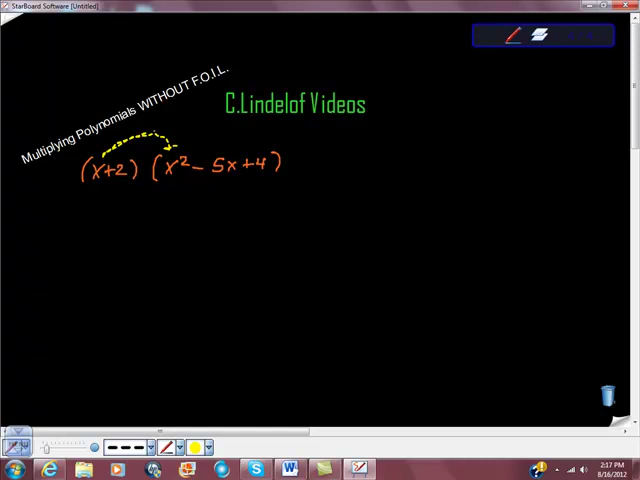 StarBoard Software [Untitled]
Multiplying Polynomials WITHOUT F.O.I.L.
C.Lindelof Videos
(x+2) (x² - 5x + 4)
2:17 PM
8/16/2012